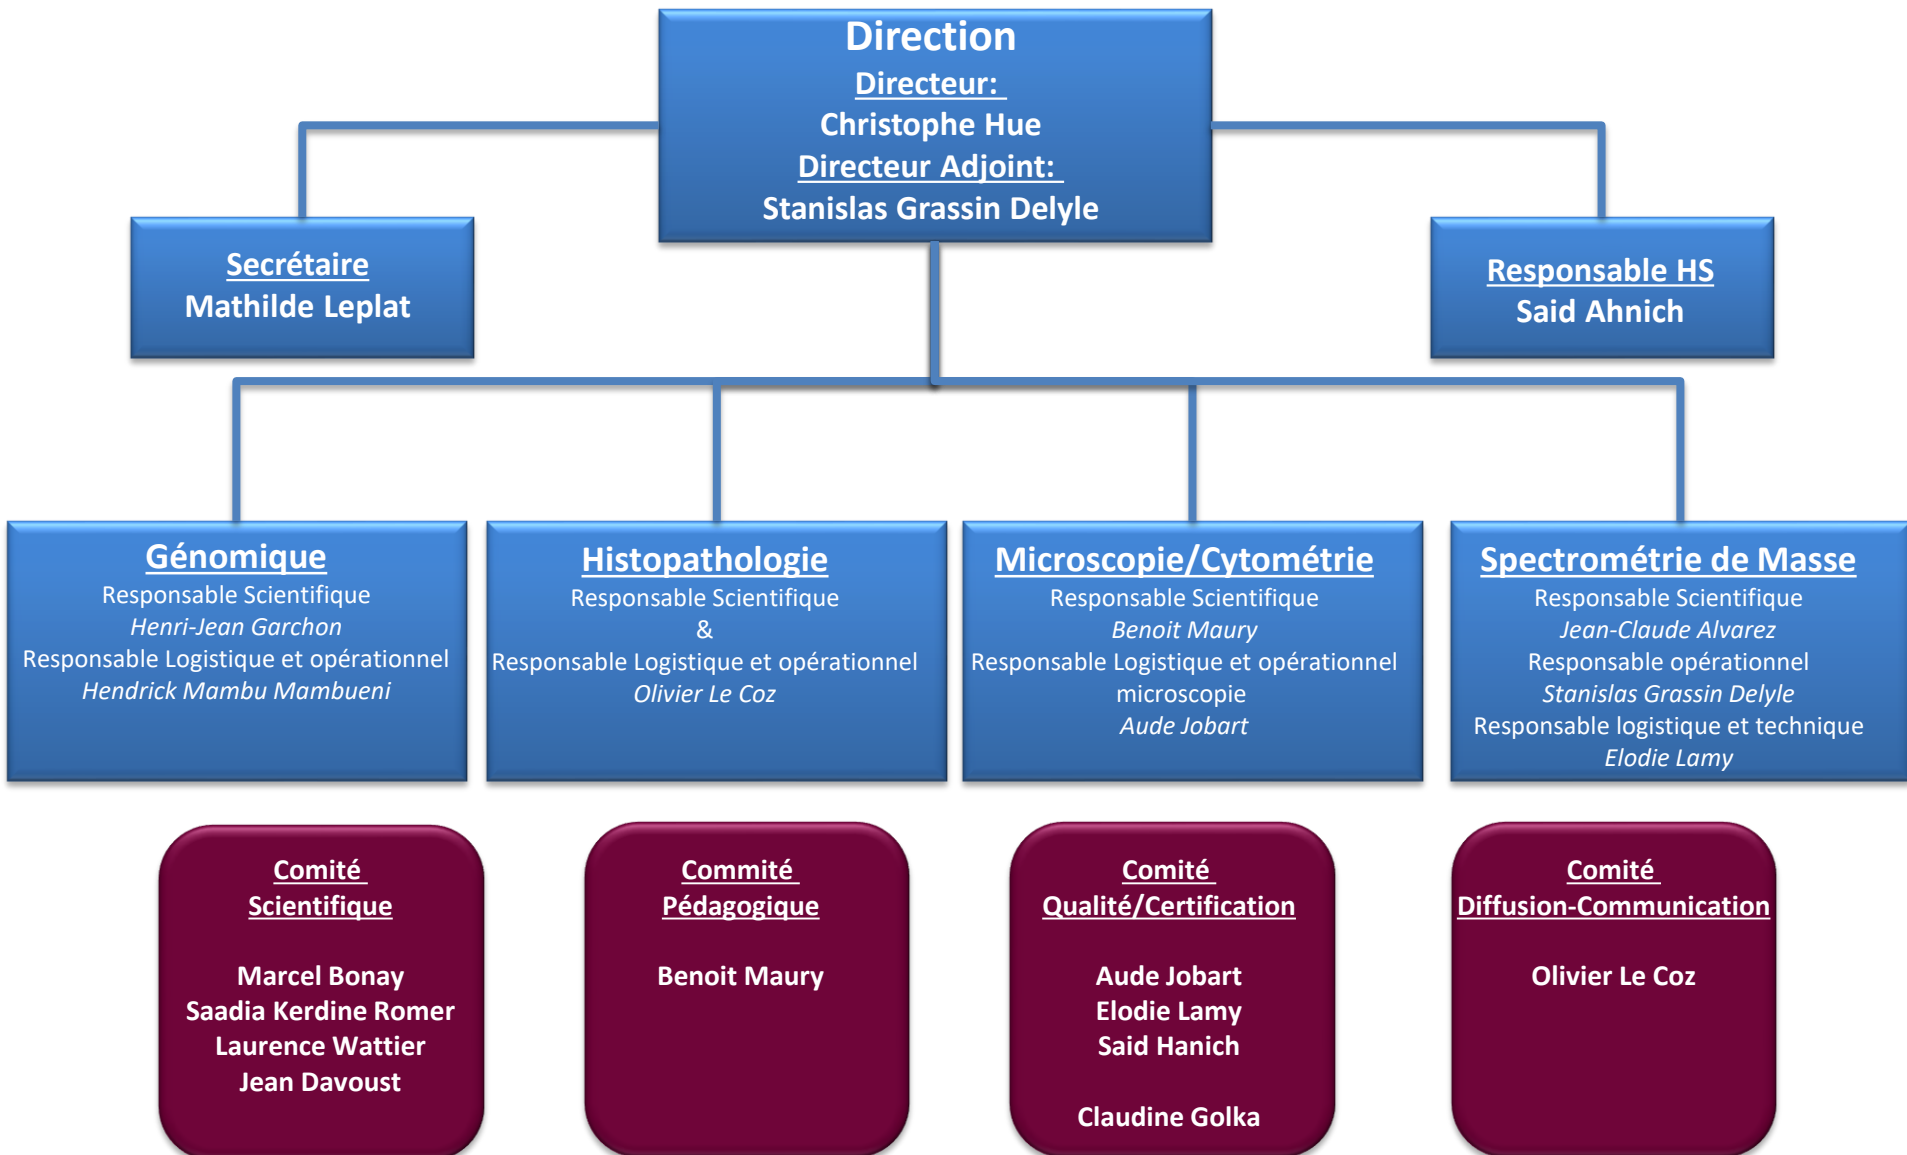 Direction
Directeur:
Christophe Hue
Directeur Adjoint:
Stanislas Grassin Delyle
Secrétaire
Mathilde Leplat
Responsable HS
Said Ahnich
Génomique
Responsable Scientifique
Henri-Jean Garchon
Responsable Logistique et opérationnel
Hendrick Mambu Mambueni
Histopathologie
Responsable Scientifique
&
Responsable Logistique et opérationnel
Olivier Le Coz
Microscopie/Cytométrie
Responsable Scientifique
Benoit Maury
Responsable Logistique et opérationnel
microscopie
Aude Jobart
Spectrométrie de Masse
Responsable Scientifique
Jean-Claude Alvarez
Responsable opérationnel
Stanislas Grassin Delyle
Responsable logistique et technique
Elodie Lamy
Comité
Scientifique
Marcel Bonay
Saadia Kerdine Romer
Laurence Wattier
Jean Davoust
Commité
Pédagogique
Benoit Maury
Comité
Qualité/Certification
Aude Jobart
Elodie Lamy
Said Hanich
Claudine Golka
Comité
Diffusion-Communication
Olivier Le Coz